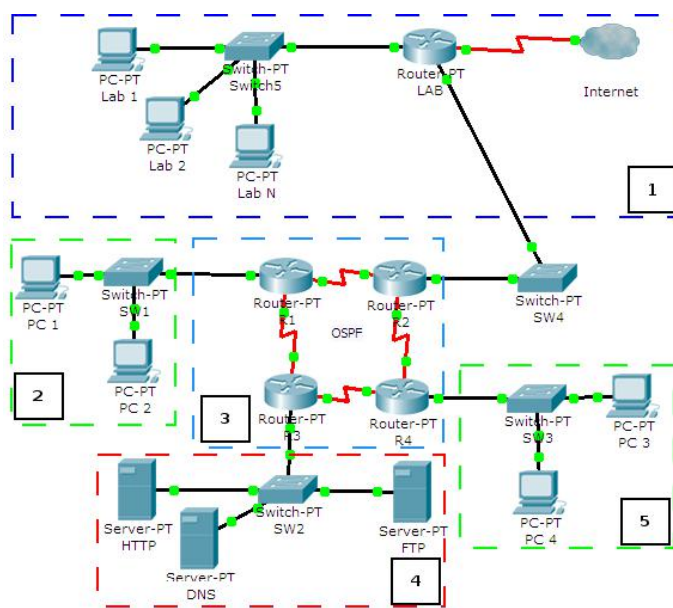 PC-PT
Lab 1
Switch-PT
Switch5
Router-PT
LAB
Internet
PC-PT
Lab 2
PC-PT
Lab N
1
PC-PT
PC 1
Switch-PT
SW1
Router-PT
R1
Router-PT
R2
Switch-PT
SW4
OSPF
PC-PT
PC 2
2
3
Router-PT
R3
Router-PT
R4
Switch-PT
SW3
PC-PT
PC 3
Server-PT
HTTP
Switch-PT
SW2
Server-PT
FTP
PC-PT
PC 4
5
Server-PT
DNS
4